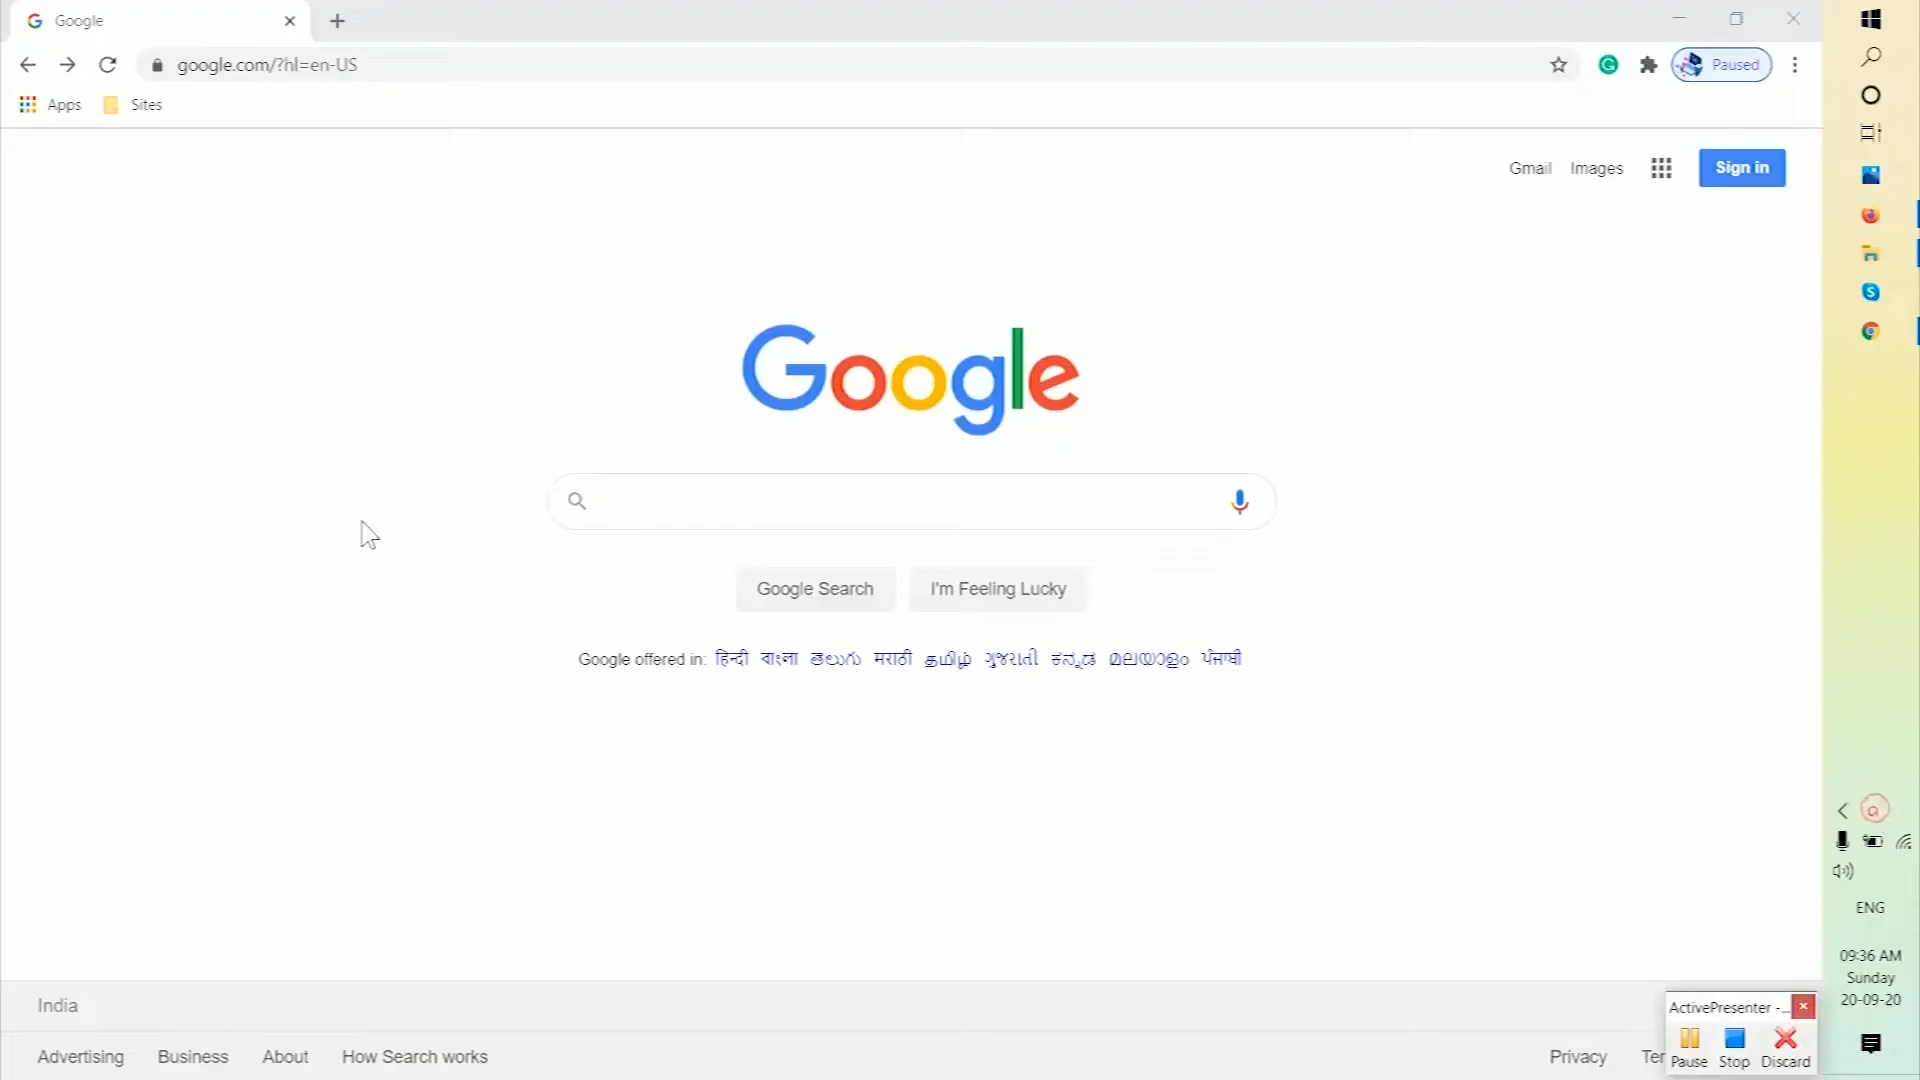 Google
google.com/?hl=en-US
Paused
Apps Sites
Gmail Images Sign in
Google
Google Search I'm Feeling Lucky
Google offered in: हिन्दी বাংলা తెలుగు मराठी தமிழ் ગુજરાતી ಕನ್ನಡ മലയാളം ਪੰਜਾਬੀ
ENG
09:36 AM
Sunday
20-09-20
India
Advertising Business About How Search works
Privacy Ter
ActivePresenter -...
Pause Stop Discard